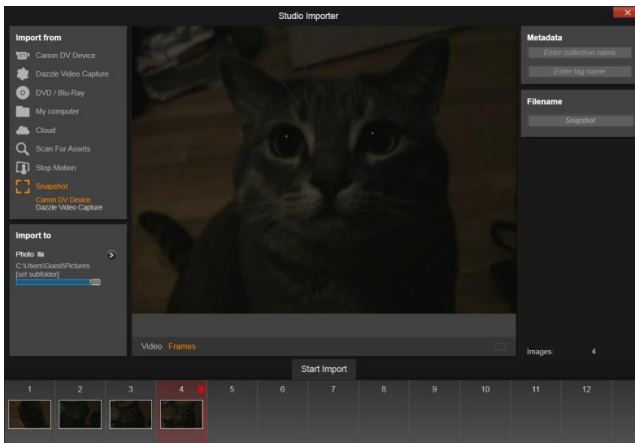 Studio Importer
Import from
Canon DV Device
Dazzle Video Capture
DVD / Blu-Ray
My computer
Cloud
Scan For Assets
Stop Motion
Snapshot
Canon DV Device
Dazzle Video Capture
Import to
Photo
C:\Users\Guest\Pictures
[set subfolder]
Metadata
Enter collection name
Enter tag name
Filename
Snapshot
Video Frames
Images: 4
Start Import
1 2 3 4 5 6 7 8 9 10 11 12